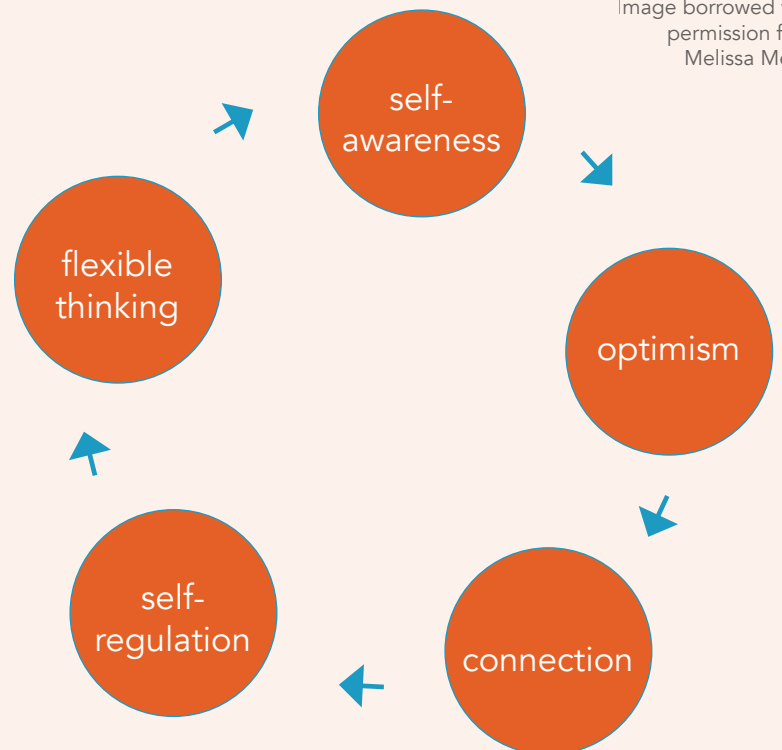 Image borrowed
permission
Melissa
self-
awareness
optimism
connection
self-
regulation
flexible
thinking